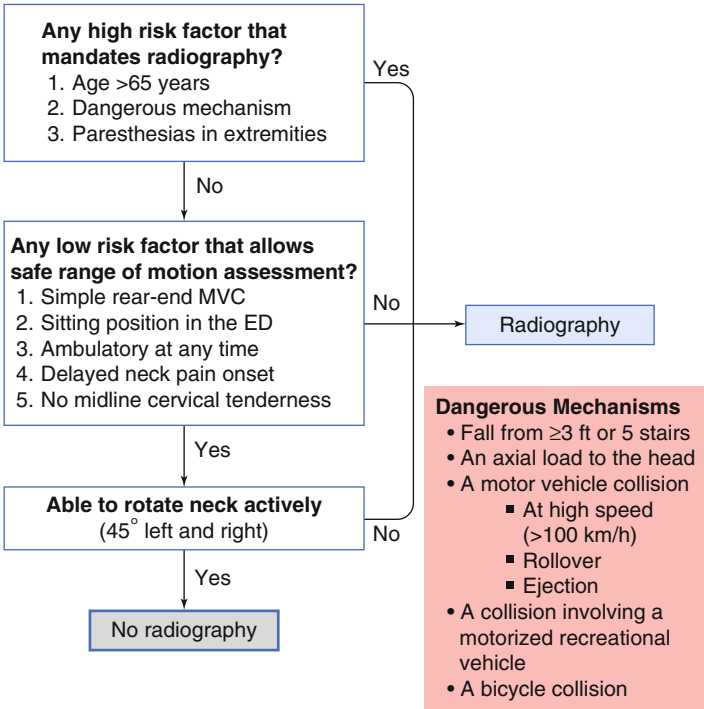 Any high risk factor that
mandates radiography?
1. Age >65 years
2. Dangerous mechanism
3. Paresthesias in extremities
Yes
No
Any low risk factor that allows
safe range of motion assessment?
1. Simple rear-end MVC
2. Sitting position in the ED
3. Ambulatory at any time
4. Delayed neck pain onset
5. No midline cervical tenderness
No
Radiography
Yes
Able to rotate neck actively
(45° left and right)
No
Yes
No radiography
Dangerous Mechanisms
• Fall from ≥3 ft or 5 stairs
• An axial load to the head
• A motor vehicle collision
▪ At high speed
(>100 km/h)
▪ Rollover
▪ Ejection
• A collision involving a
motorized recreational
vehicle
• A bicycle collision